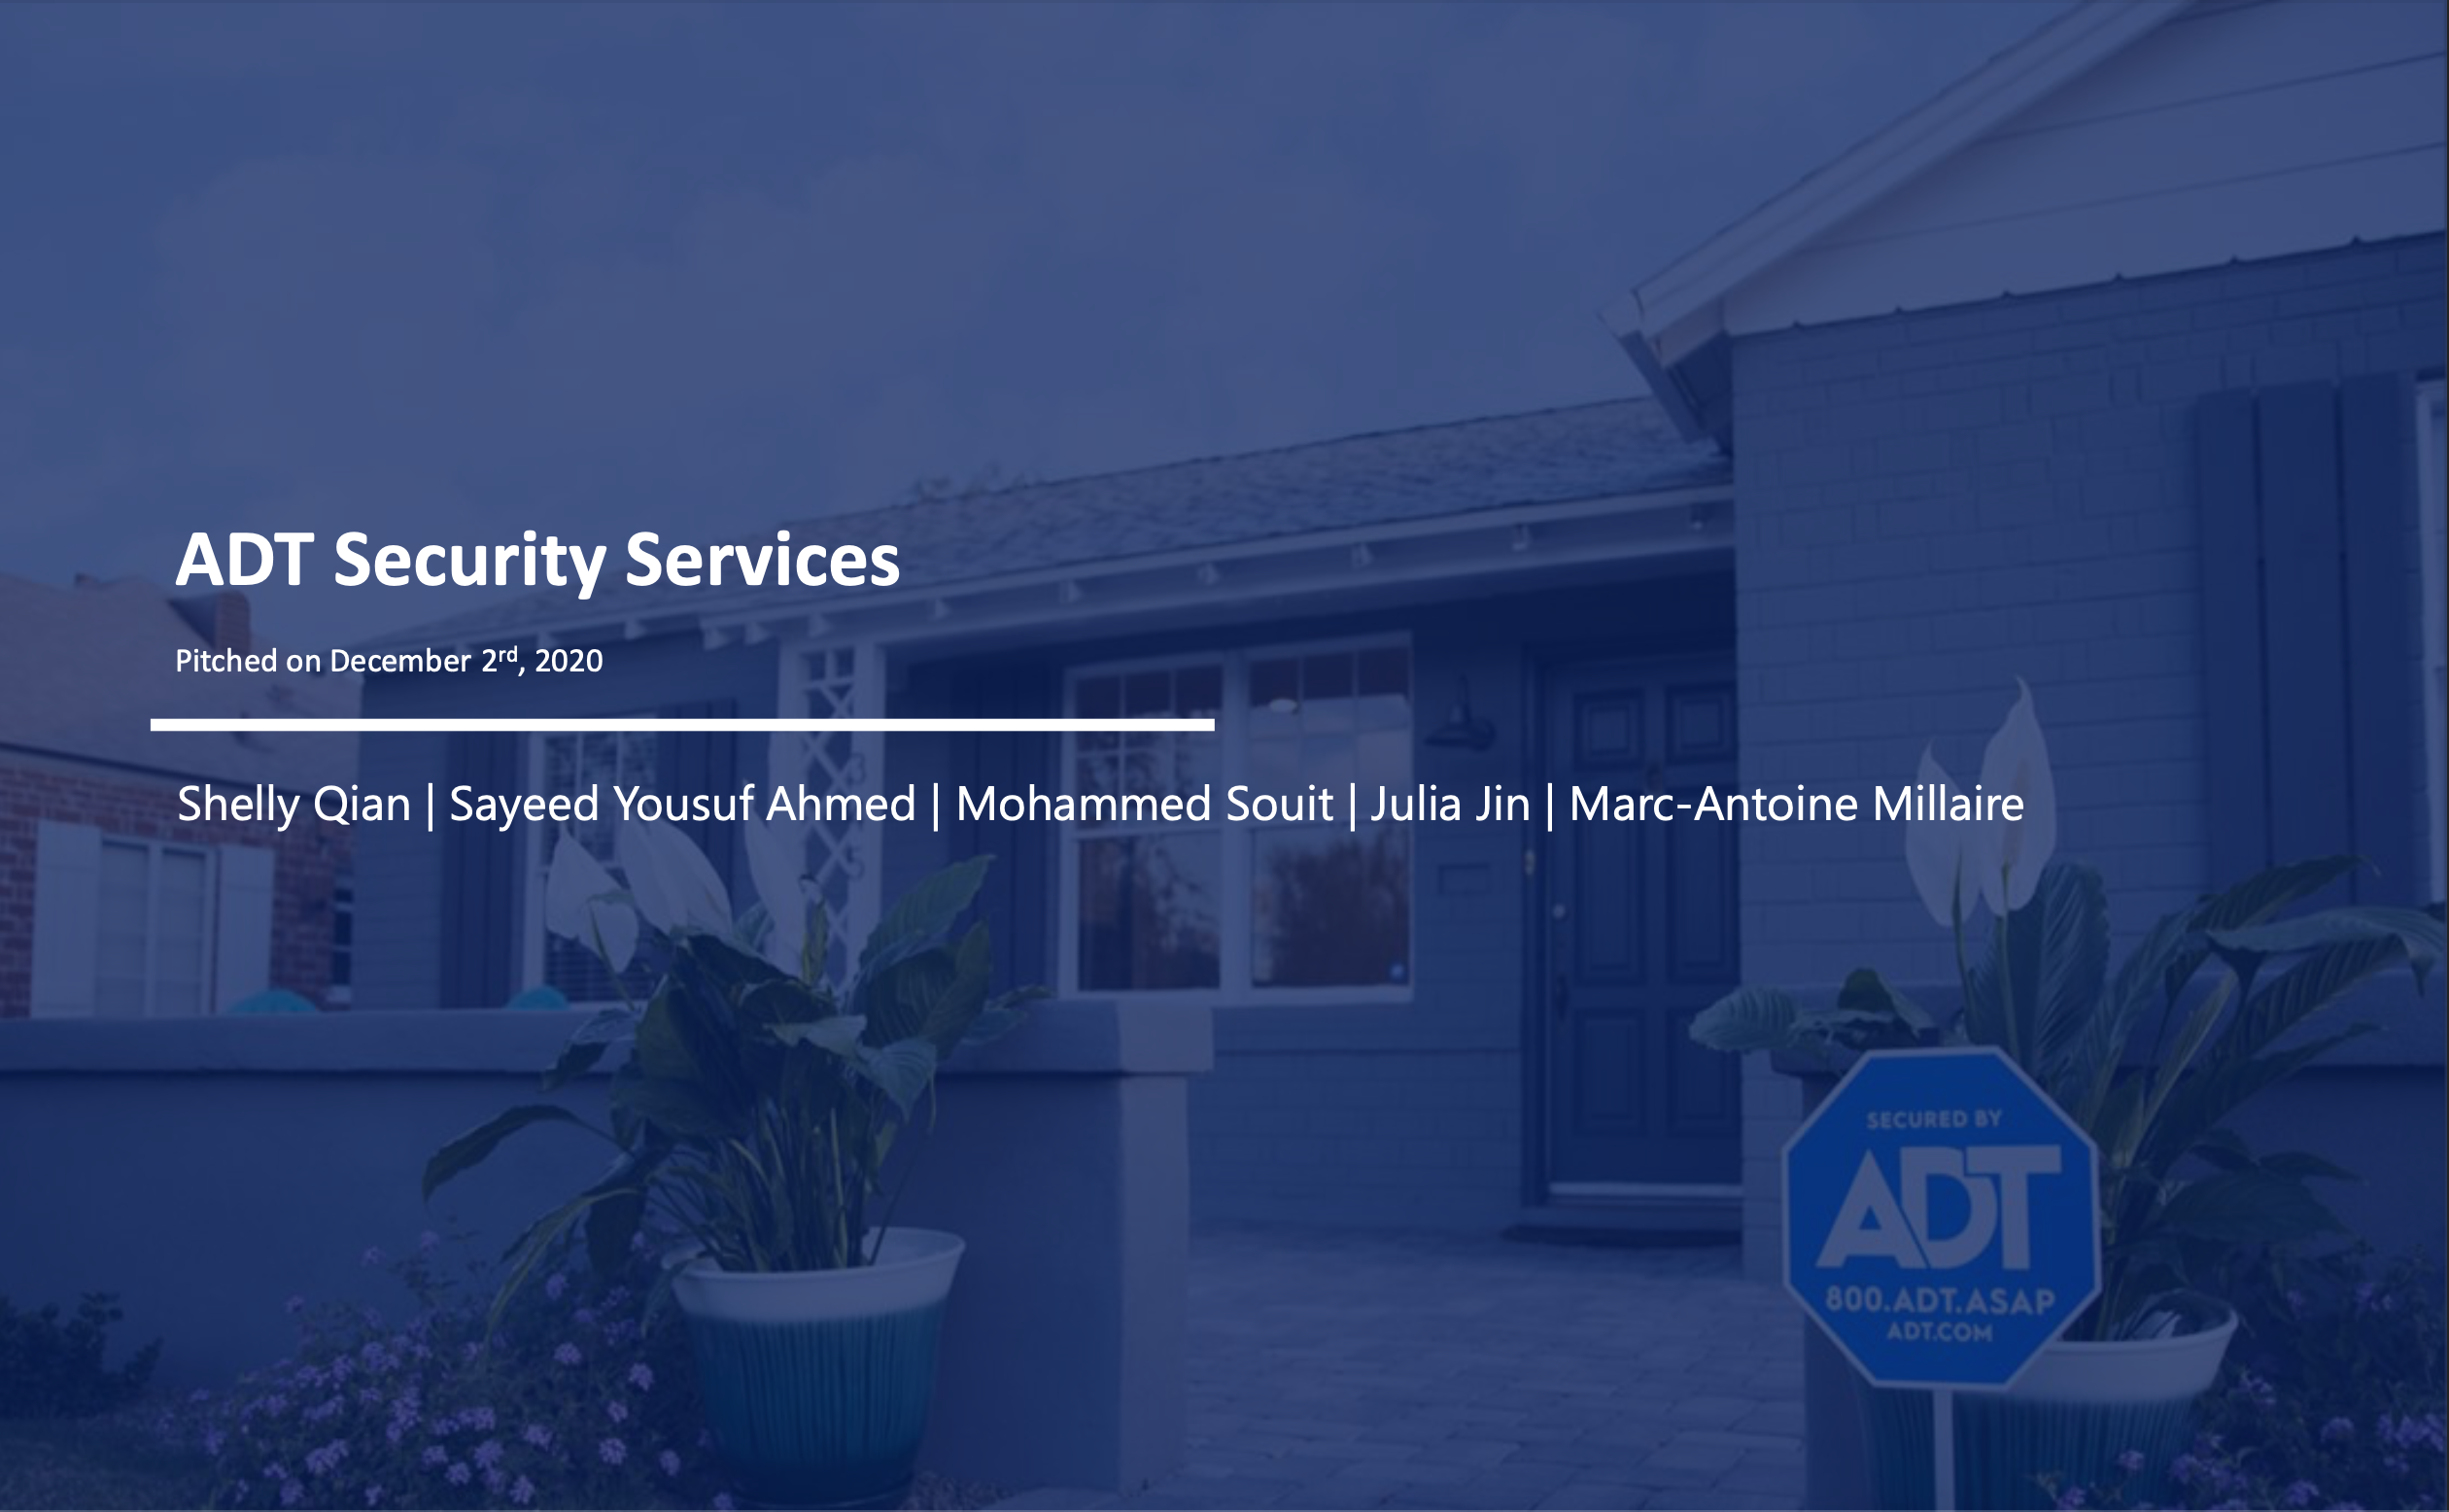 ADT Security Services
Pitched on December 2rd, 2020
Shelly Qian | Sayeed Yousuf Ahmed | Mohammed Souit | Julia Jin | Marc-Antoine Millaire
SECURED BY
ADT
800.ADT.ASAP
ADT.COM